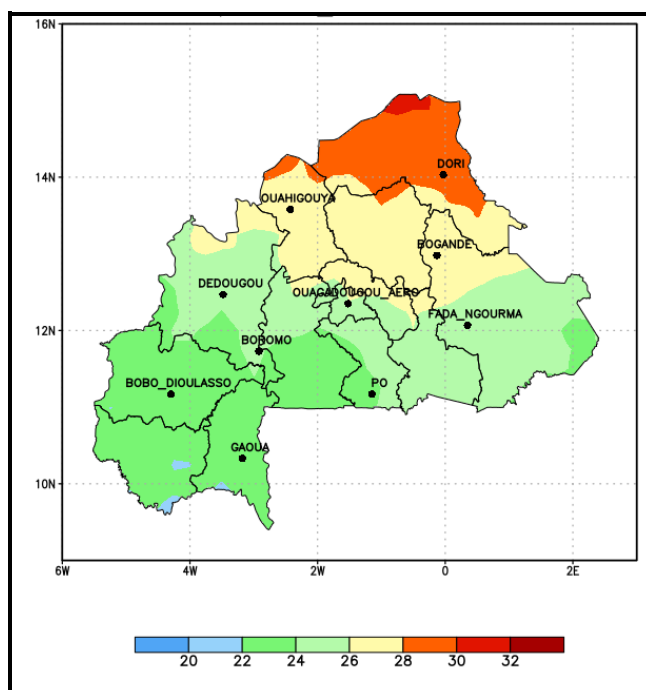 16N
14N
DORI
OUAHIGOUYA
BOGANDE
DEDOUGOU
OUAGADOUGOU_AERO
FADA_NGOURMA
12N
BOROMO
BOBO_DIOULASSO
PO
GAOUA
10N
6W 4W 2W 0 2E
20 22 24 26 28 30 32